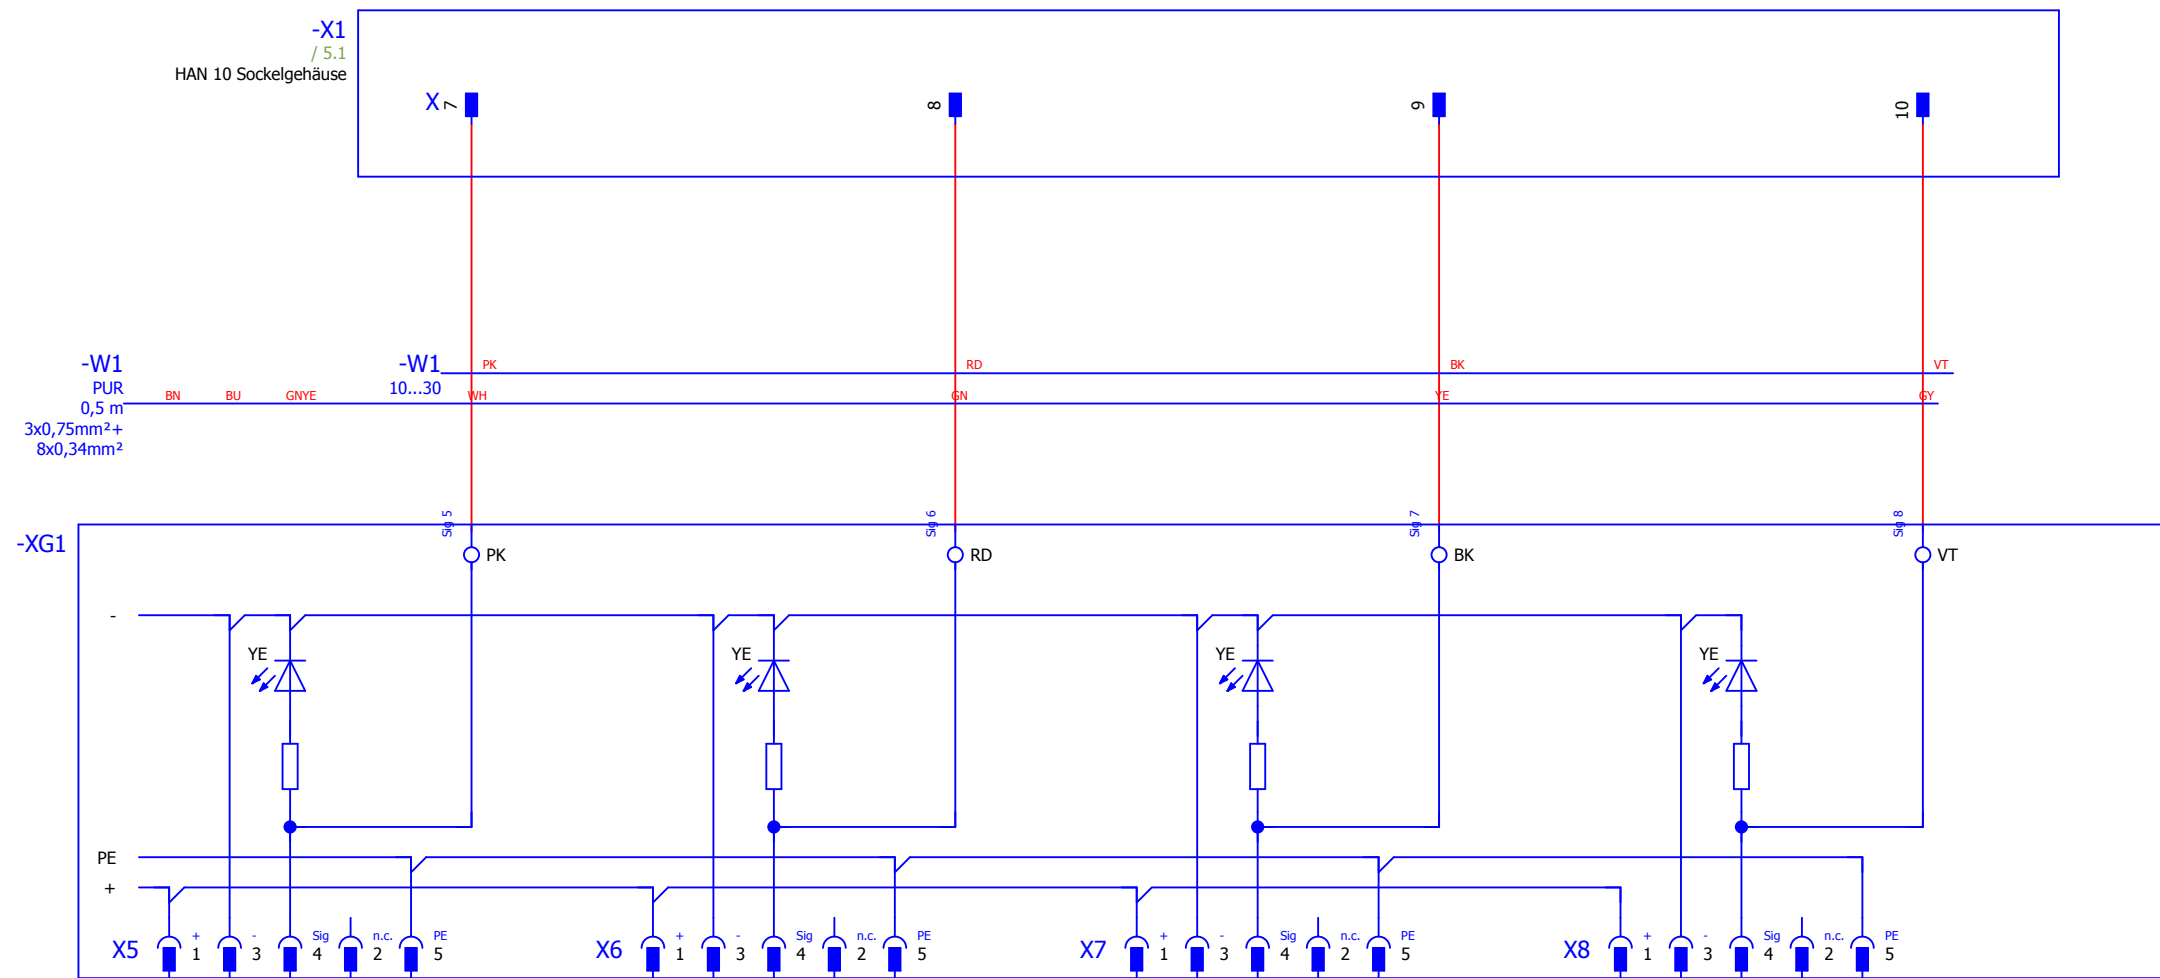 -X1
/ 5.1
HAN 10 Sockelgehäuse
X 7 8 9 10
-W1
PUR
0,5 m
3x0,75mm²+
8x0,34mm²
-W1
10...30
PK RD BK VT
BN BU GNYE WH GN YE GY
Sig 5 Sig 6 Sig 7 Sig 8
-XG1
PK RD BK VT
-
YE YE YE YE
PE
+
+ - Sig n.c. PE + - Sig n.c. PE + - Sig n.c. PE + - Sig n.c. PE
X5 1 3 4 2 5 X6 1 3 4 2 5 X7 1 3 4 2 5 X8 1 3 4 2 5